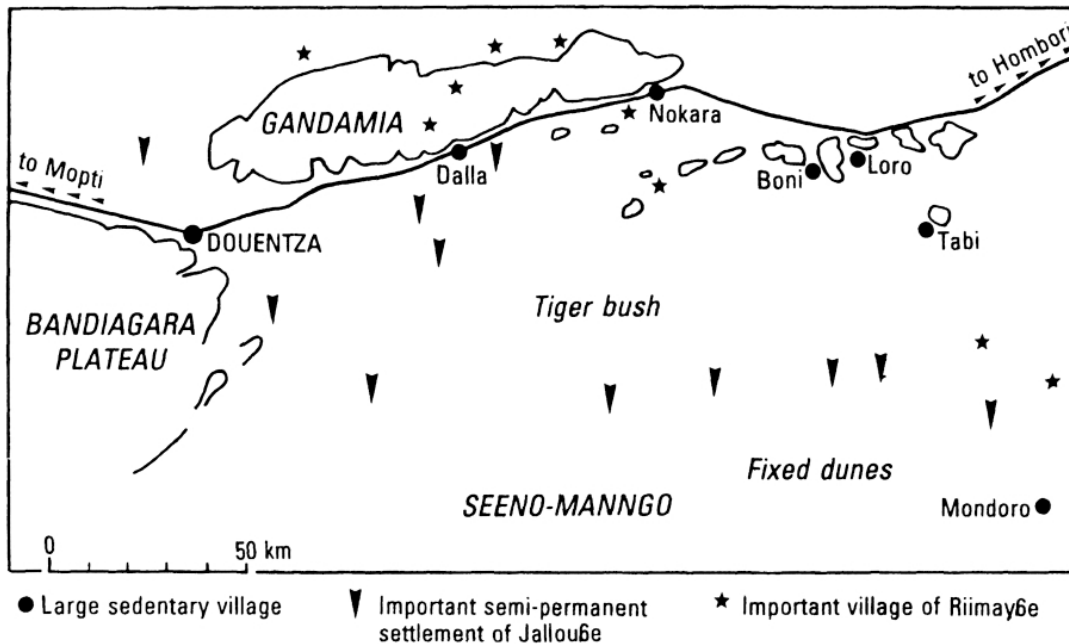 to Hombori
GANDAMIA
Nokara
to Mopti
Dalla
Boni
Loro
DOUENTZA
Tabi
BANDIAGARA
PLATEAU
Tiger bush
Fixed dunes
SEENO-MANNGO
Mondoro
0 50 km
Large sedentary village
Important semi-permanent
settlement of Jallouɓe
Important village of Riimayɓe